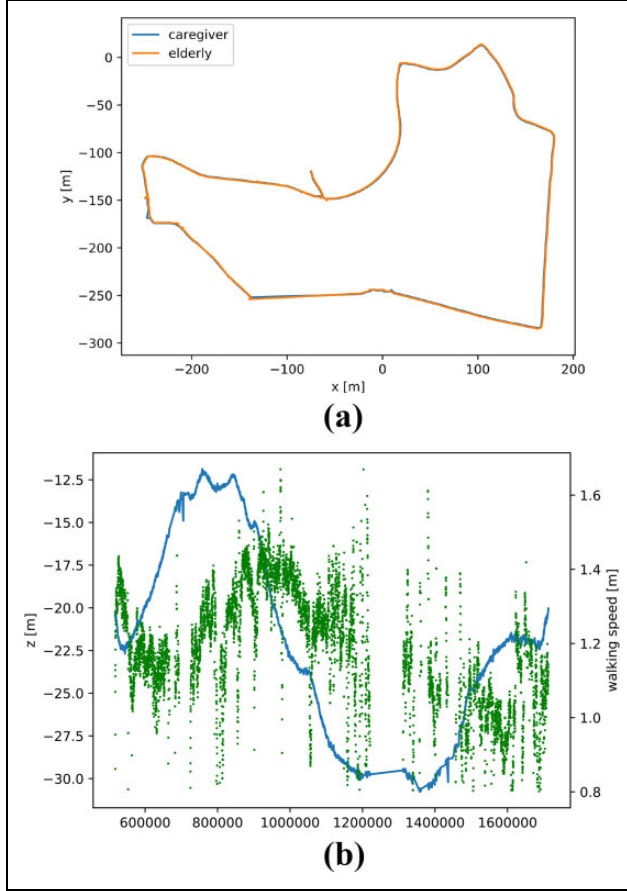 caregiver
elderly
0
−50
−100
−150
−200
−250
−300
y [m]
−200 −100 0 100 200
x [m]
(a)
−12.5
−15.0
−17.5
−20.0
−22.5
−25.0
−27.5
−30.0
z [m]
1.6
1.4
1.2
1.0
0.8
walking speed [m]
600000 800000 1000000 1200000 1400000 1600000
(b)